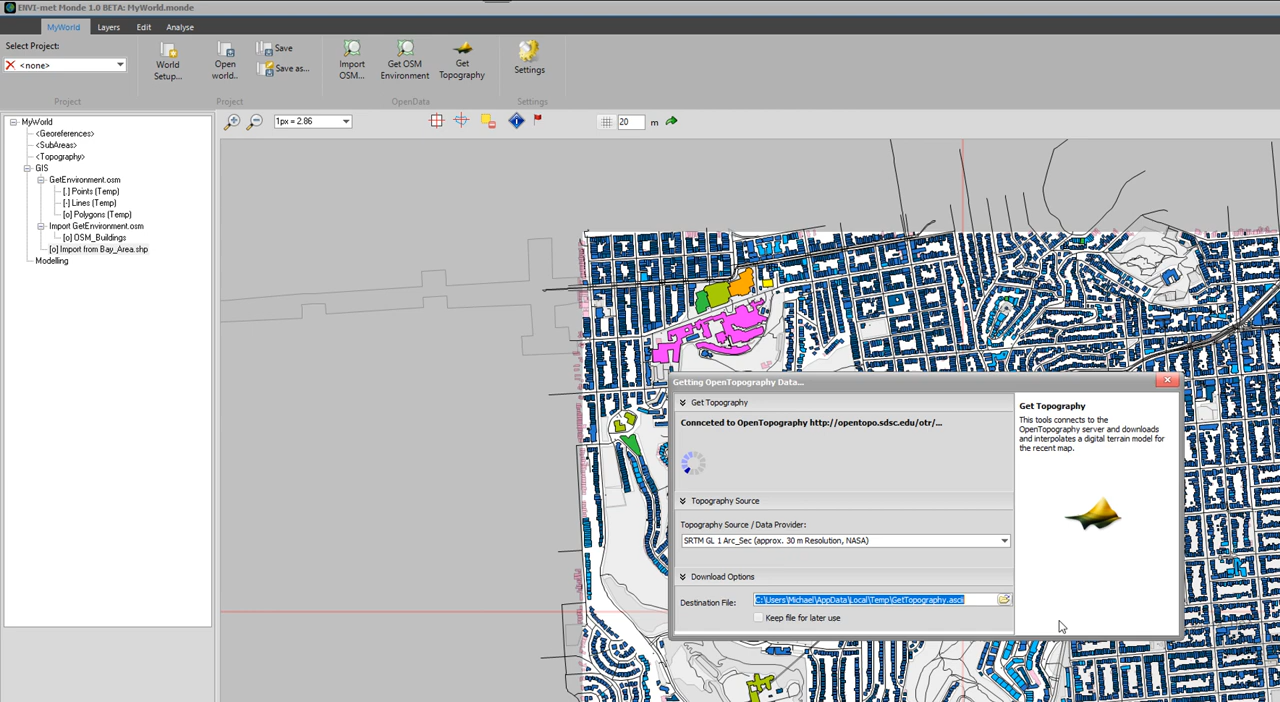 ENVI-met Monde 1.0 BETA: MyWorld.monde
MyWorld Layers Edit Analyse
Select Project:
<none>
Project
World Setup...
Open world..
Save
Save as...
Project
Import OSM...
Get OSM Environment
Get Topography
OpenData
Settings
Settings
1px = 2.86
20 m
MyWorld
<Georeferences>
<SubAreas>
<Topography>
GIS
GetEnvironment.osm
[.] Points (Temp)
[-] Lines (Temp)
[o] Polygons (Temp)
Import GetEnvironment.osm
[o] OSM_Buildings
[o] Import from Bay_Area.shp
Modelling
Getting OpenTopography Data...
Get Topography
Connceted to OpenTopography http://opentopo.sdsc.edu/otr/...
Topography Source
Topography Source / Data Provider:
SRTM GL 1 Arc_Sec (approx. 30 m Resolution, NASA)
Download Options
Destination File: C:\Users\Michael\AppData\Local\Temp\GetTopography.ascii
Keep file for later use
Get Topography
This tools connects to the
OpenTopography server and downloads
and interpolates a digital terrain model for
the recent map.